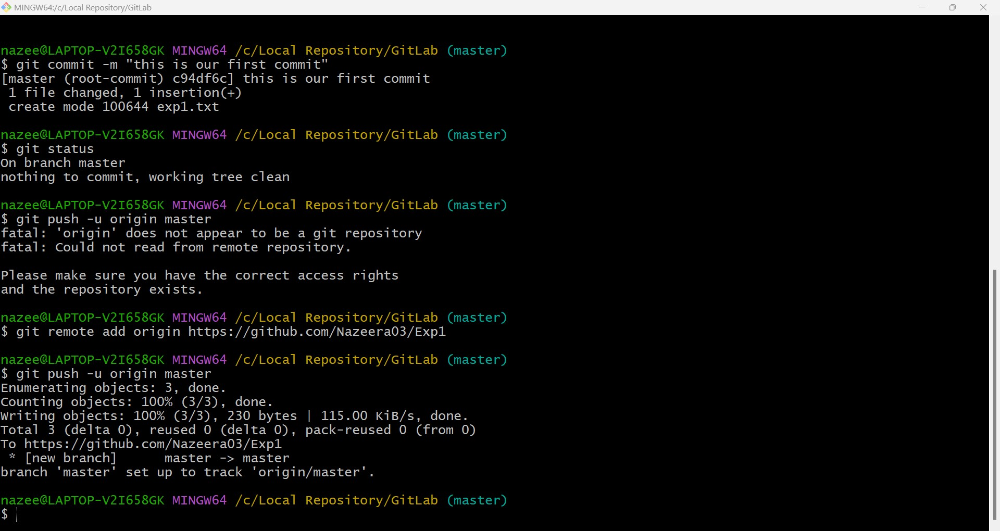 MINGW64:/c/Local Repository/GitLab
nazee@LAPTOP-V2I658GK MINGW64 /c/Local Repository/GitLab (master)
$ git commit -m "this is our first commit"
[master (root-commit) c94df6c] this is our first commit
 1 file changed, 1 insertion(+)
 create mode 100644 exp1.txt
nazee@LAPTOP-V2I658GK MINGW64 /c/Local Repository/GitLab (master)
$ git status
On branch master
nothing to commit, working tree clean
nazee@LAPTOP-V2I658GK MINGW64 /c/Local Repository/GitLab (master)
$ git push -u origin master
fatal: 'origin' does not appear to be a git repository
fatal: Could not read from remote repository.
Please make sure you have the correct access rights
and the repository exists.
nazee@LAPTOP-V2I658GK MINGW64 /c/Local Repository/GitLab (master)
$ git remote add origin https://github.com/Nazeera03/Exp1
nazee@LAPTOP-V2I658GK MINGW64 /c/Local Repository/GitLab (master)
$ git push -u origin master
Enumerating objects: 3, done.
Counting objects: 100% (3/3), done.
Writing objects: 100% (3/3), 230 bytes | 115.00 KiB/s, done.
Total 3 (delta 0), reused 0 (delta 0), pack-reused 0 (from 0)
To https://github.com/Nazeera03/Exp1
 * [new branch]      master -> master
branch 'master' set up to track 'origin/master'.
nazee@LAPTOP-V2I658GK MINGW64 /c/Local Repository/GitLab (master)
$